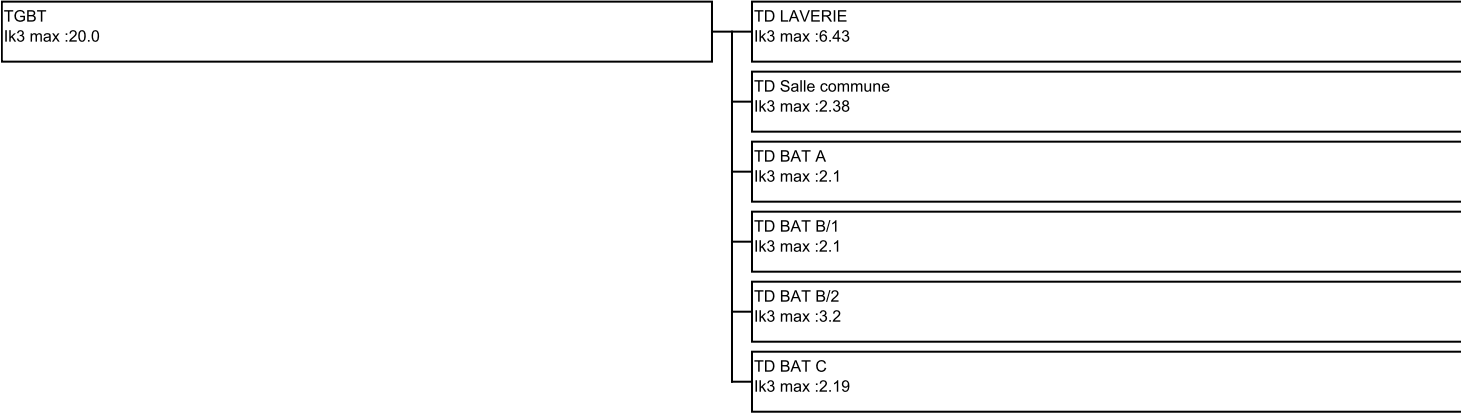 TGBT
Ik3 max :20.0
TD LAVERIE
Ik3 max :6.43
TD Salle commune
Ik3 max :2.38
TD BAT A
Ik3 max :2.1
TD BAT B/1
Ik3 max :2.1
TD BAT B/2
Ik3 max :3.2
TD BAT C
Ik3 max :2.19